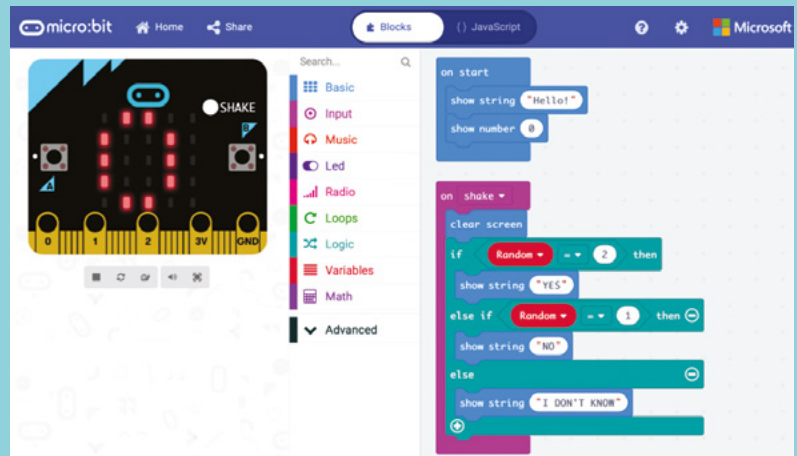 micro:bit Home Share Blocks {} JavaScript ? Microsoft
SHAKE
A
B
0 1 2 3V GND
Search...
Basic
Input
Music
Led
Radio
Loops
Logic
Variables
Math
Advanced
on start
show string "Hello!"
show number 0
on shake
clear screen
if Random = 2 then
show string "YES"
else if Random = 1 then
show string "NO"
else
show string "I DON'T KNOW"